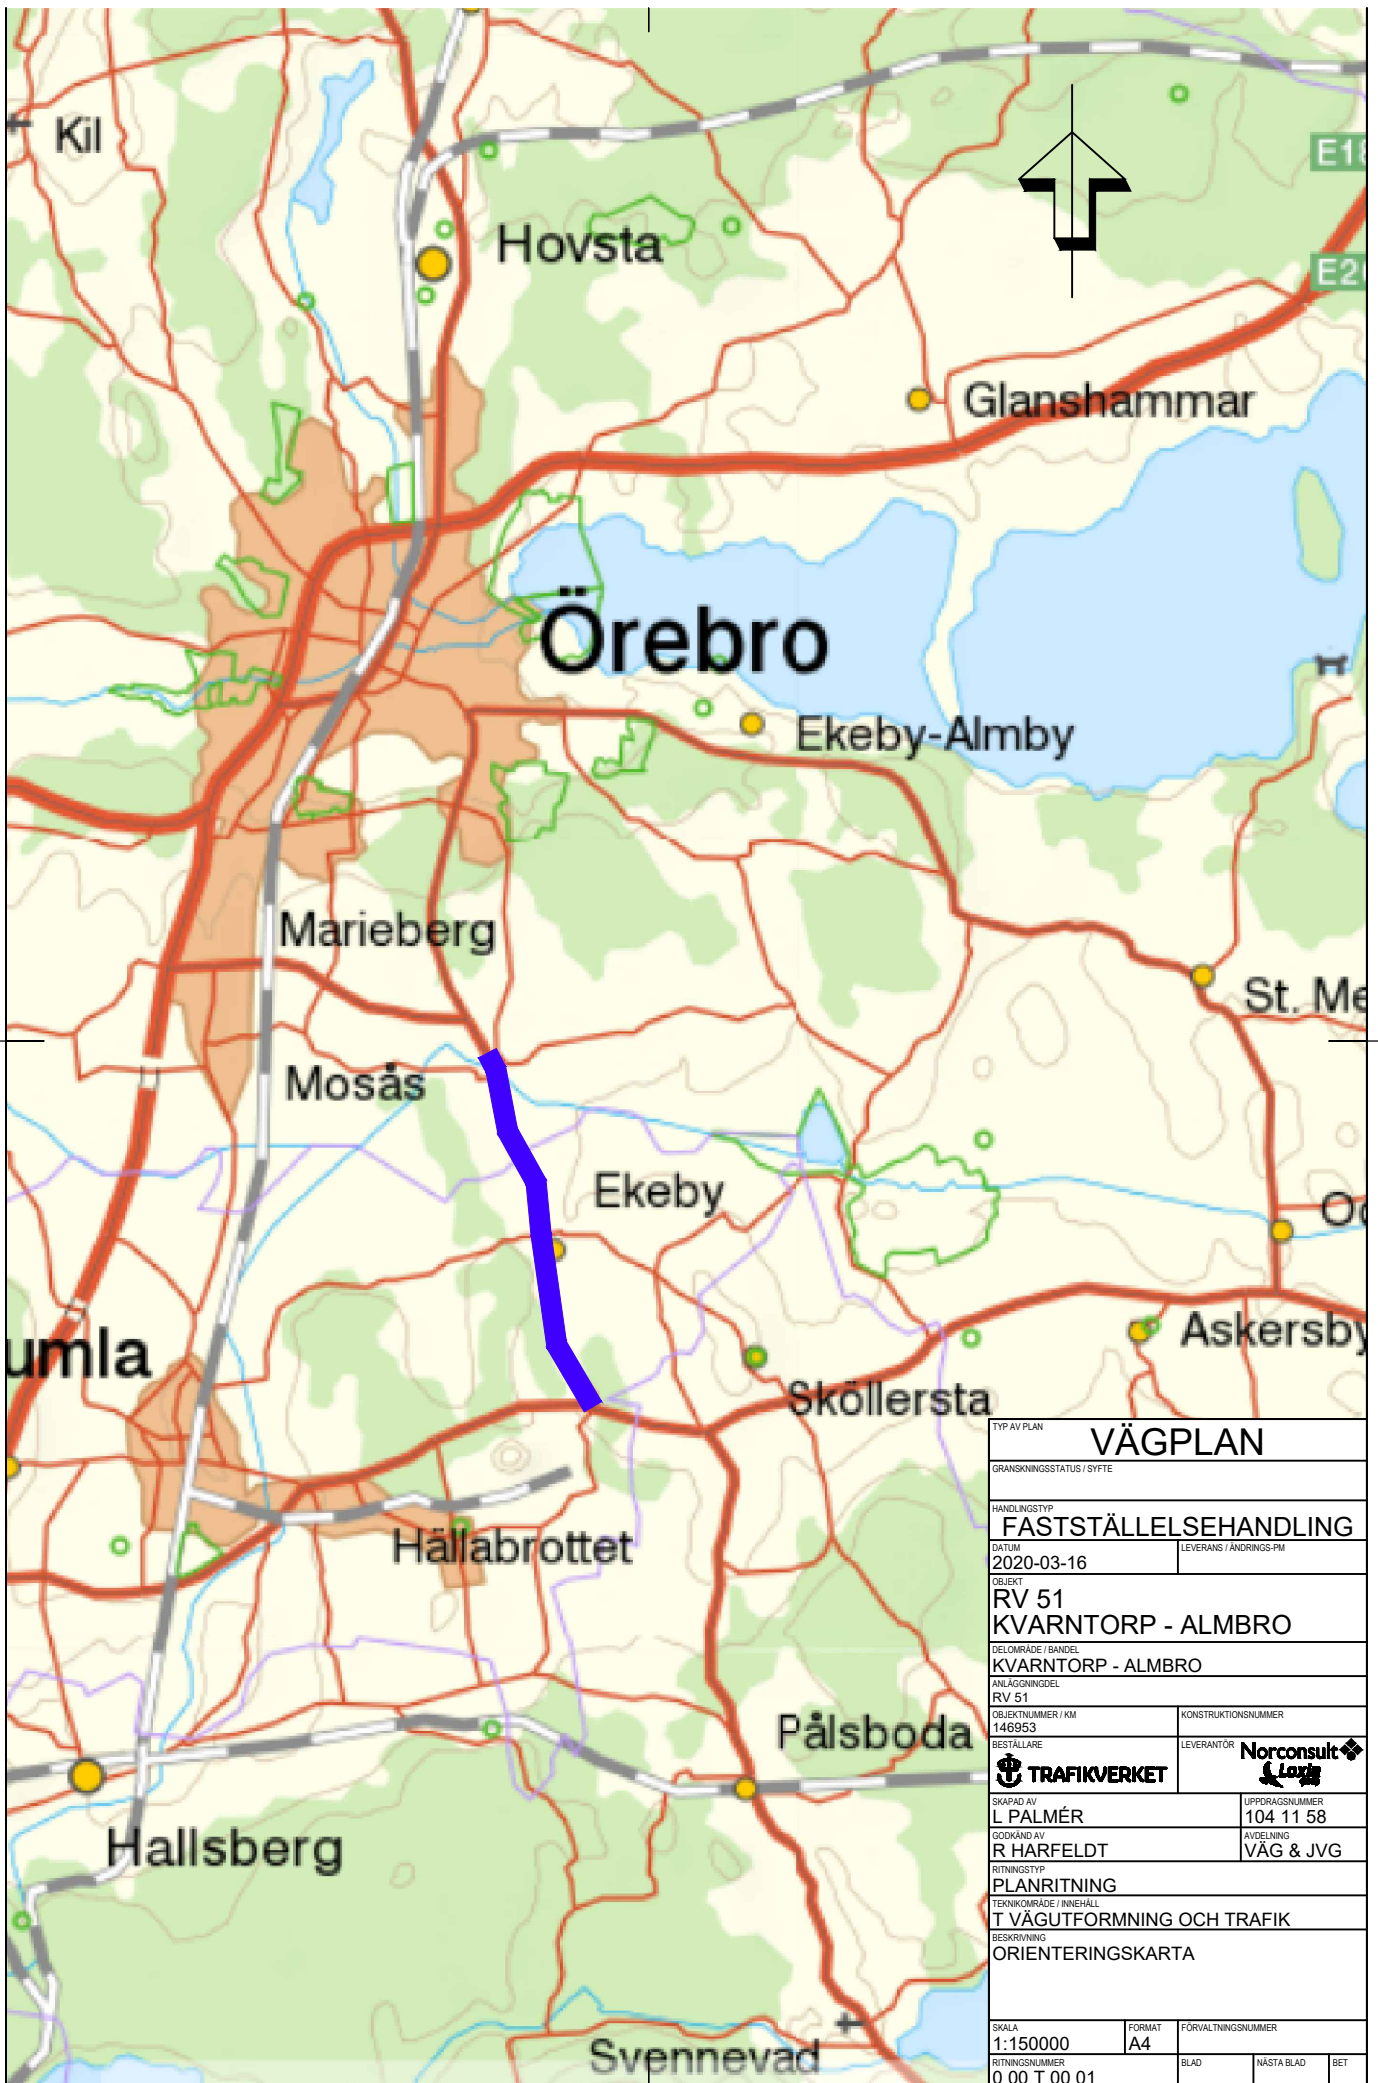 Kil
E18
Hovsta
E20
Glanshammar
Örebro
Ekeby-Almby
Marieberg
St. Me
Mosås
Ekeby
Askersby
umla
Sköllersta
Hällabrottet
Pålsboda
Hallsberg
Svennevad
TYP AV PLAN
VÄGPLAN
GRANSKNINGSSTATUS / SYFTE
HANDLINGSTYP
FASTSTÄLLELSEHANDLING
DATUM
2020-03-16
LEVERANS / ÄNDRINGS-PM
OBJEKT
RV 51
KVARNTORP - ALMBRO
DELOMRÅDE / BANDEL
KVARNTORP - ALMBRO
ANLÄGGNINGDEL
RV 51
OBJEKTNUMMER / KM
146953
KONSTRUKTIONSNUMMER
BESTÄLLARE
TRAFIKVERKET
LEVERANTÖR
Norconsult
Loxia
SKAPAD AV
L PALMÉR
UPPDRAGSNUMMER
104 11 58
GODKÄND AV
R HARFELDT
AVDELNING
VÄG & JVG
RITNINGSTYP
PLANRITNING
TEKNIKOMRÅDE / INNEHÅLL
T VÄGUTFORMNING OCH TRAFIK
BESKRIVNING
ORIENTERINGSKARTA
SKALA
1:150000
FORMAT
A4
FÖRVALTNINGSNUMMER
RITNINGSNUMMER
0 00 T 00 01
BLAD
NÄSTA BLAD
BET